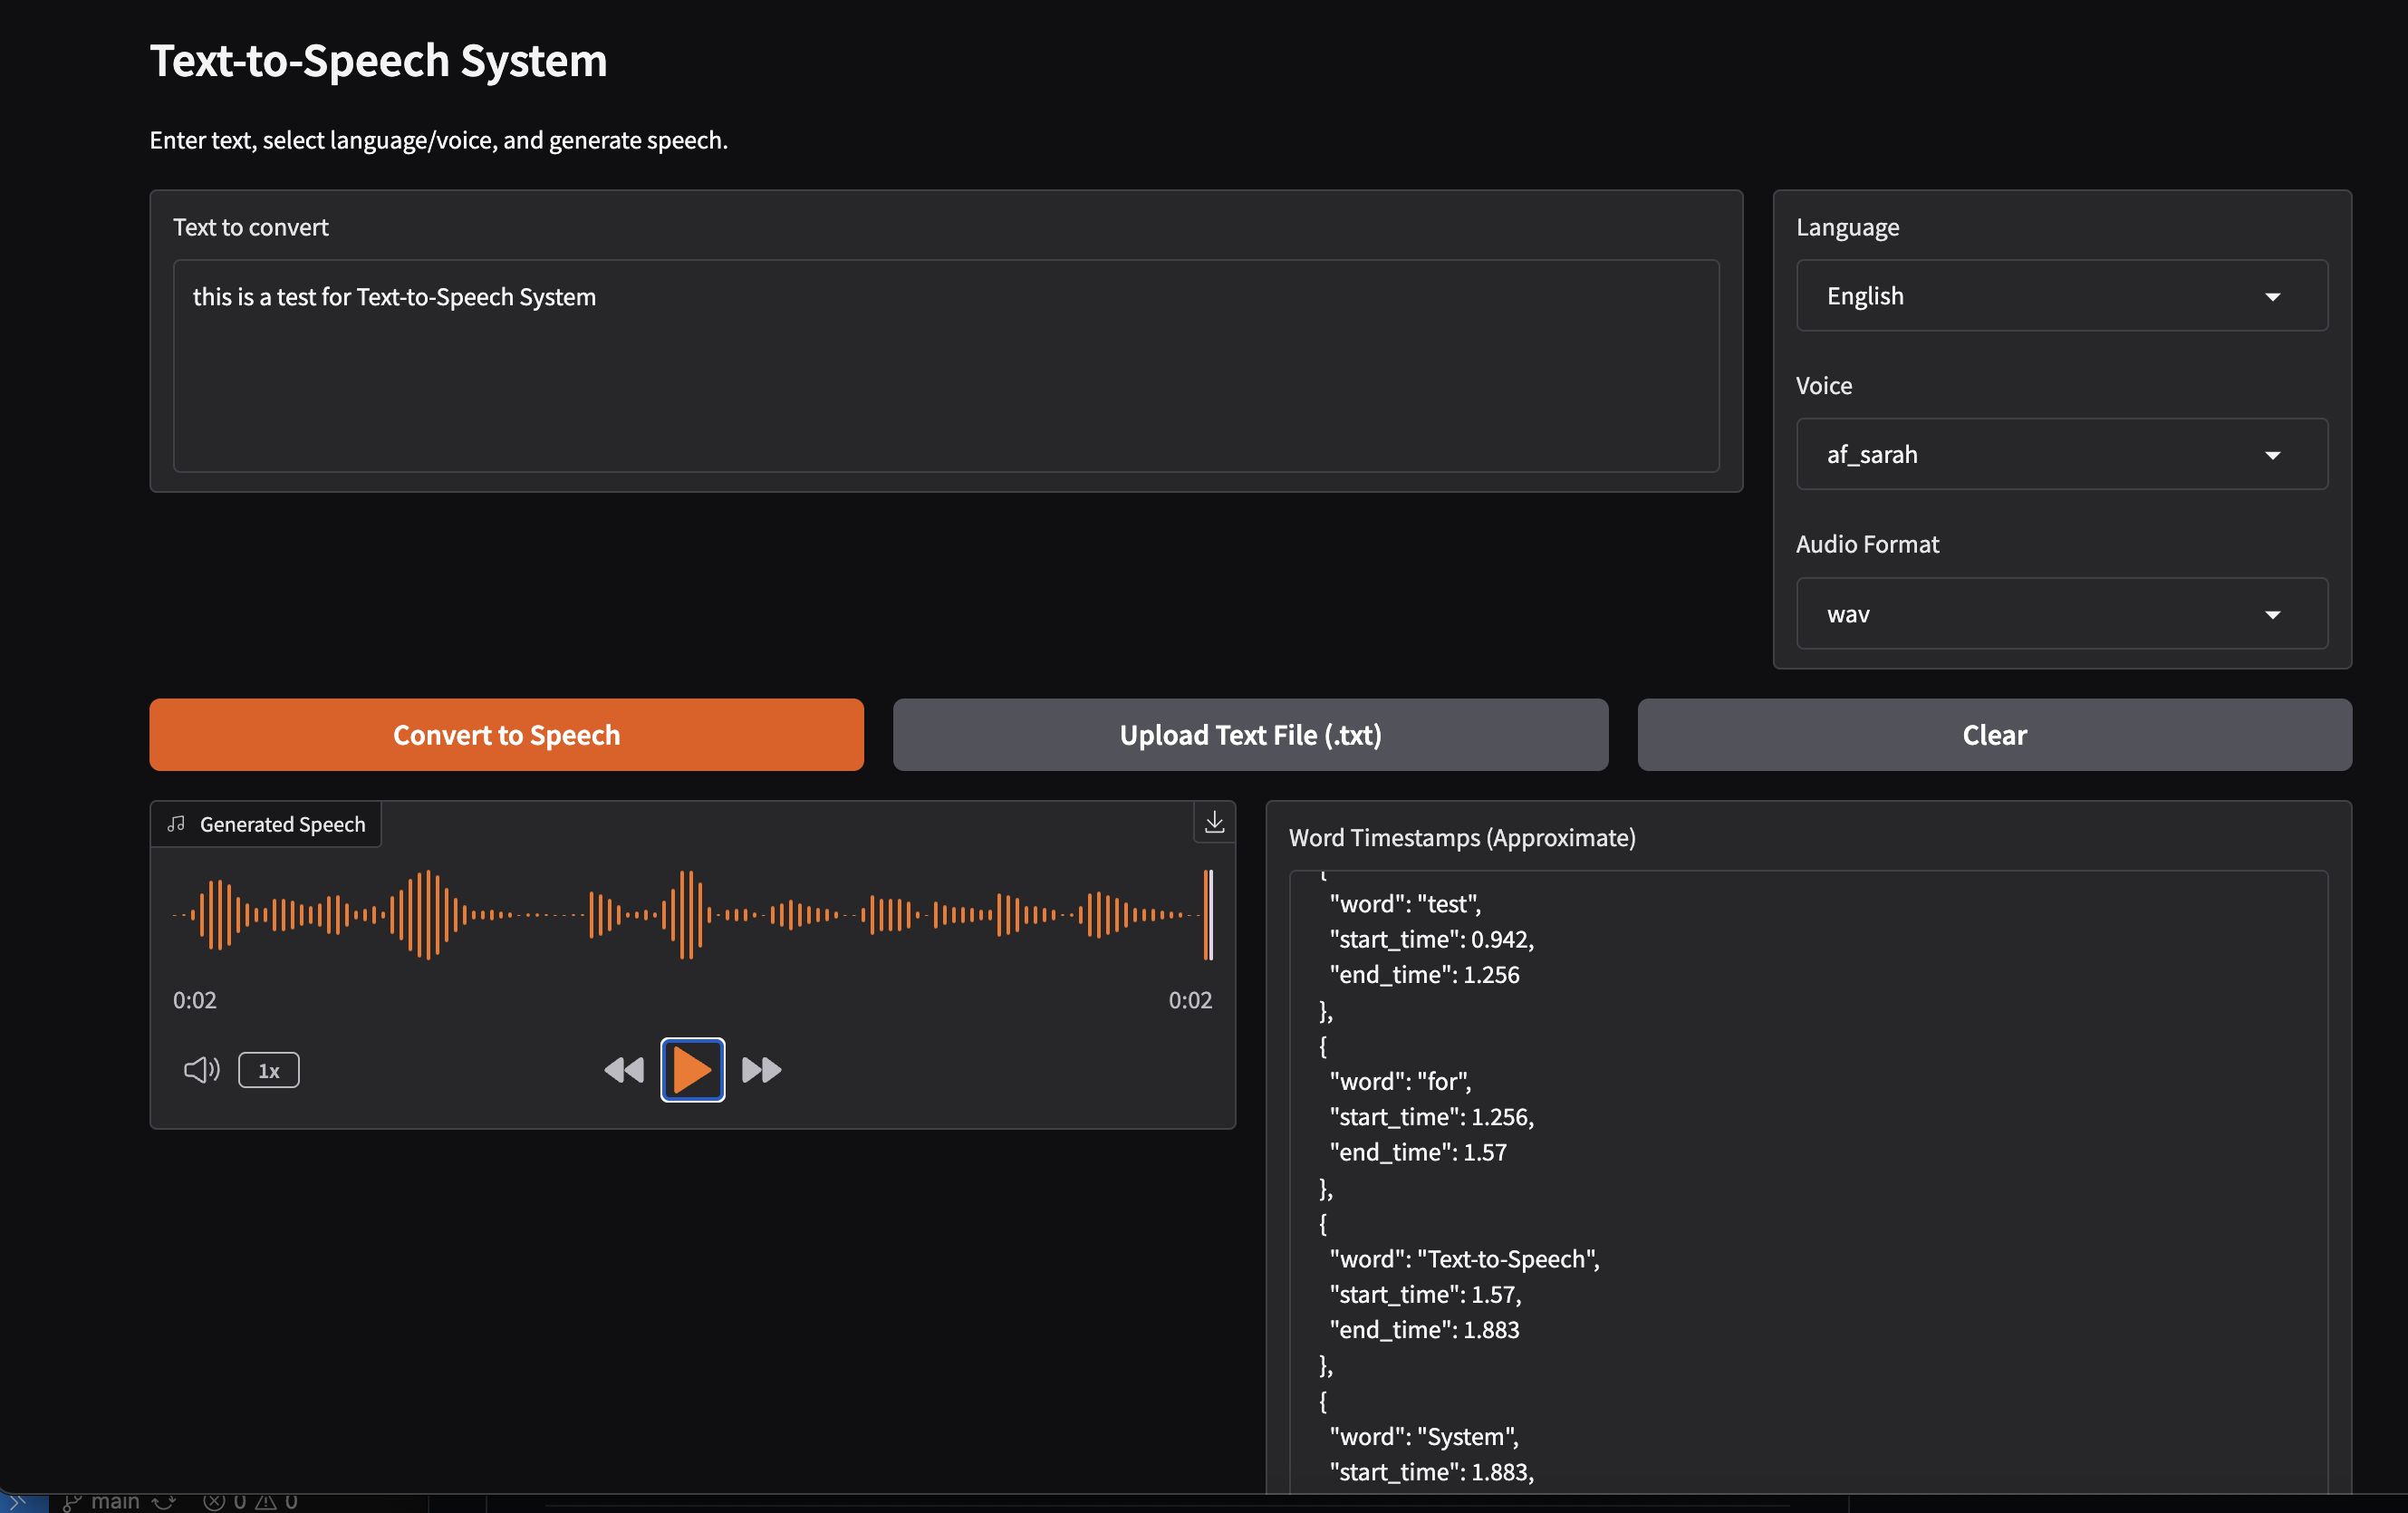 Text-to-Speech System
Enter text, select language/voice, and generate speech.
Text to convert
this is a test for Text-to-Speech System
Language
English
Voice
af_sarah
Audio Format
wav
Convert to Speech
Upload Text File (.txt)
Clear
Generated Speech
0:02
0:02
1x
Word Timestamps (Approximate)
{
"word": "test",
"start_time": 0.942,
"end_time": 1.256
},
{
"word": "for",
"start_time": 1.256,
"end_time": 1.57
},
{
"word": "Text-to-Speech",
"start_time": 1.57,
"end_time": 1.883
},
{
"word": "System",
"start_time": 1.883,
main 0 0